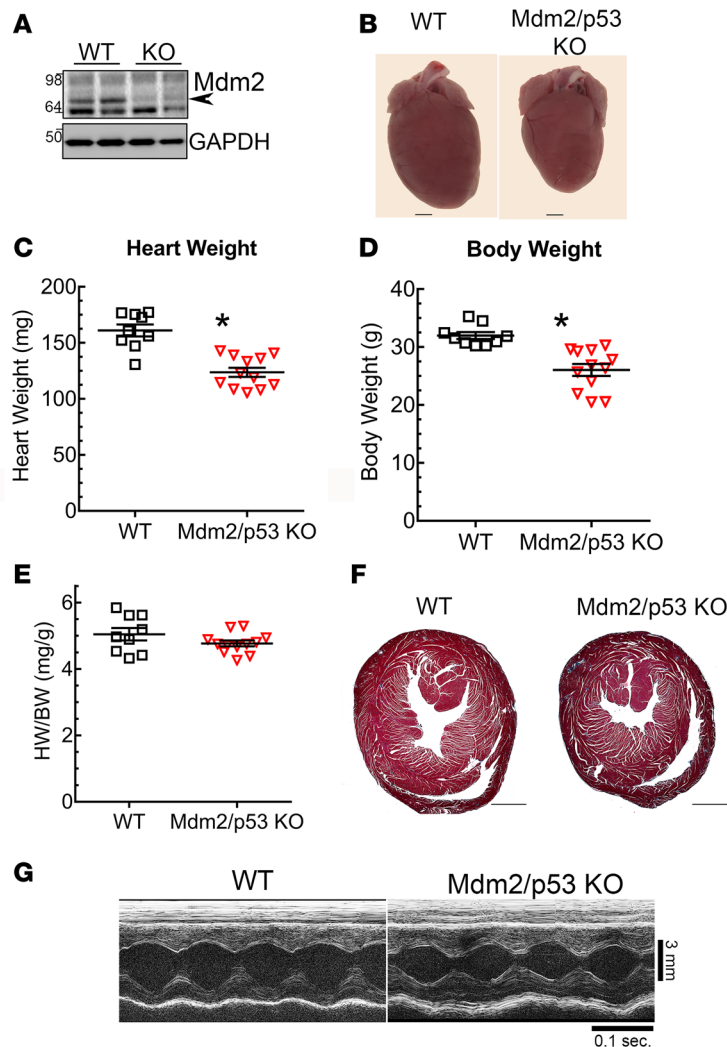 A
WT KO
98
Mdm2
64
50
GAPDH
B
WT
Mdm2/p53
KO
C
Heart Weight
Heart Weight (mg)
200
150
100
50
0
*
WT
Mdm2/p53 KO
D
Body Weight
Body Weight (g)
40
30
20
10
0
*
WT
Mdm2/p53 KO
E
HW/BW (mg/g)
6
4
2
0
WT
Mdm2/p53 KO
F
WT
Mdm2/p53 KO
G
WT
Mdm2/p53 KO
3 mm
0.1 sec.